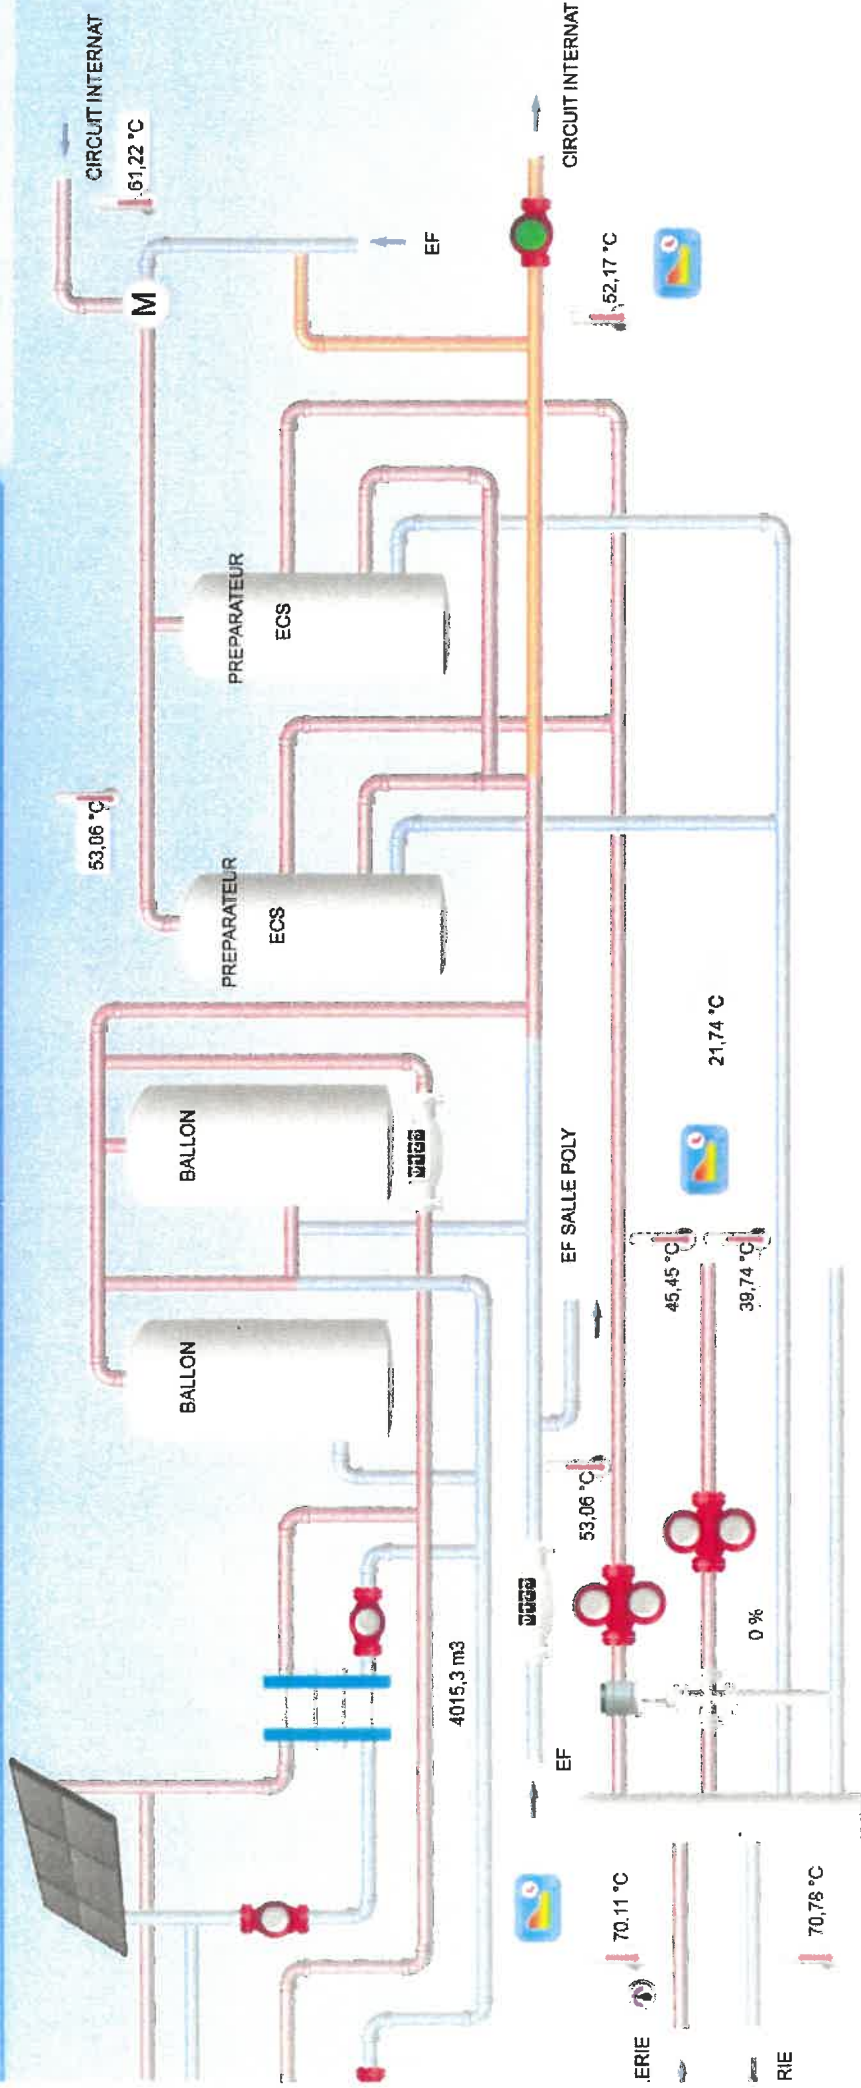 CIRCUIT INTERNAT
61,22 °C
M
EF
CIRCUIT INTERNAT
52,17 °C
PREPARATEUR
ECS
53,06 °C
PREPARATEUR
ECS
BALLON
BALLON
21,74 °C
EF SALLE POLY
45,45 °C
39,74 °C
53,06 °C
0 %
4015,3 m3
EF
70.11 °C
70,78 °C
ERIE
RIE